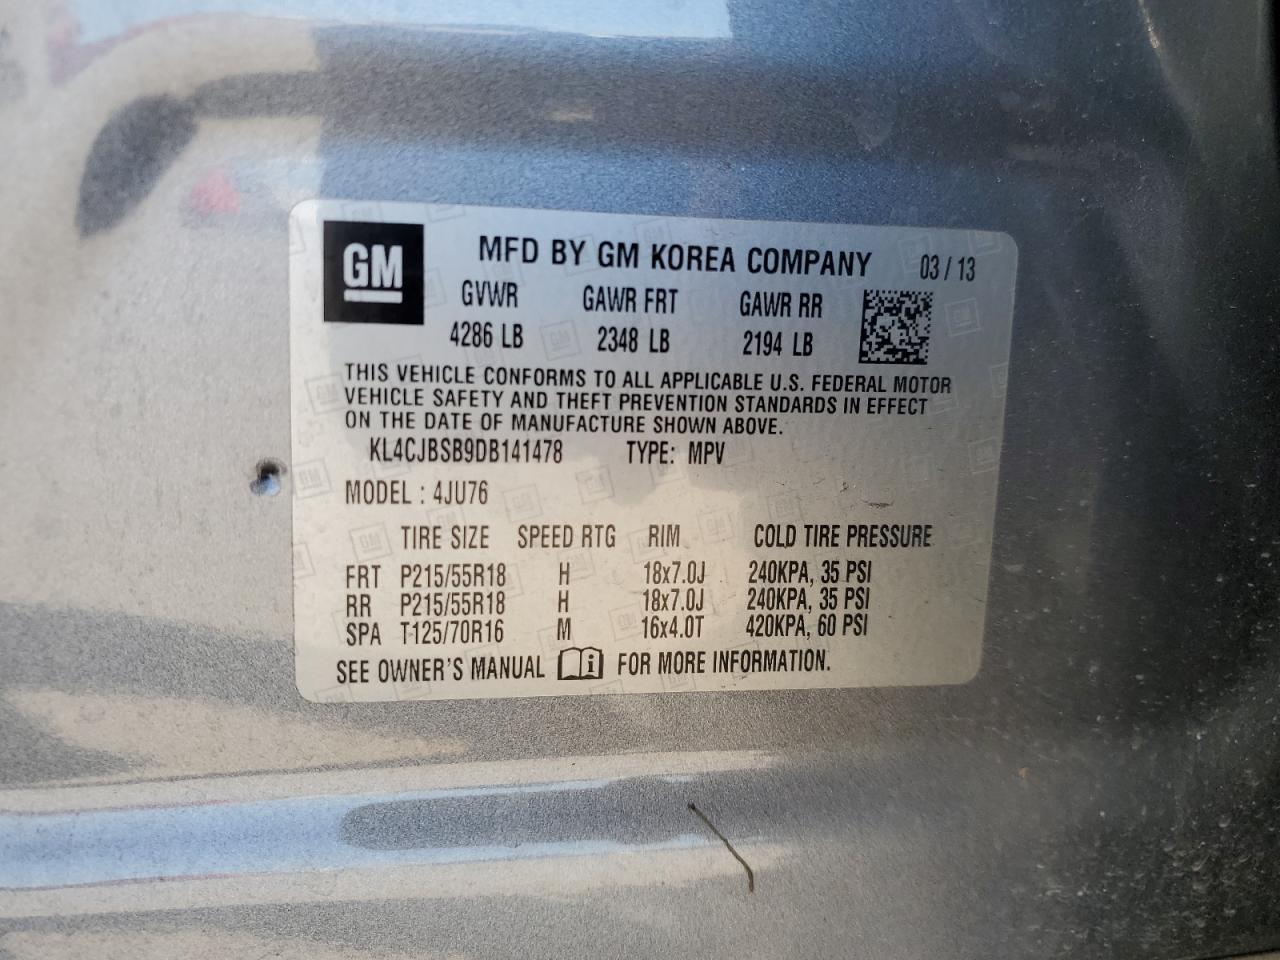 GM MFD BY GM KOREA COMPANY 03 / 13
GVWR GAWR FRT GAWR RR
4286 LB 2348 LB 2194 LB
THIS VEHICLE CONFORMS TO ALL APPLICABLE U.S. FEDERAL MOTOR
VEHICLE SAFETY AND THEFT PREVENTION STANDARDS IN EFFECT
ON THE DATE OF MANUFACTURE SHOWN ABOVE.
KL4CJBSB9DB141478 TYPE: MPV
MODEL : 4JU76
TIRE SIZE SPEED RTG RIM COLD TIRE PRESSURE
FRT P215/55R18 H 18x7.0J 240KPA, 35 PSI
RR P215/55R18 H 18x7.0J 240KPA, 35 PSI
SPA T125/70R16 M 16x4.0T 420KPA, 60 PSI
SEE OWNER'S MANUAL i FOR MORE INFORMATION.